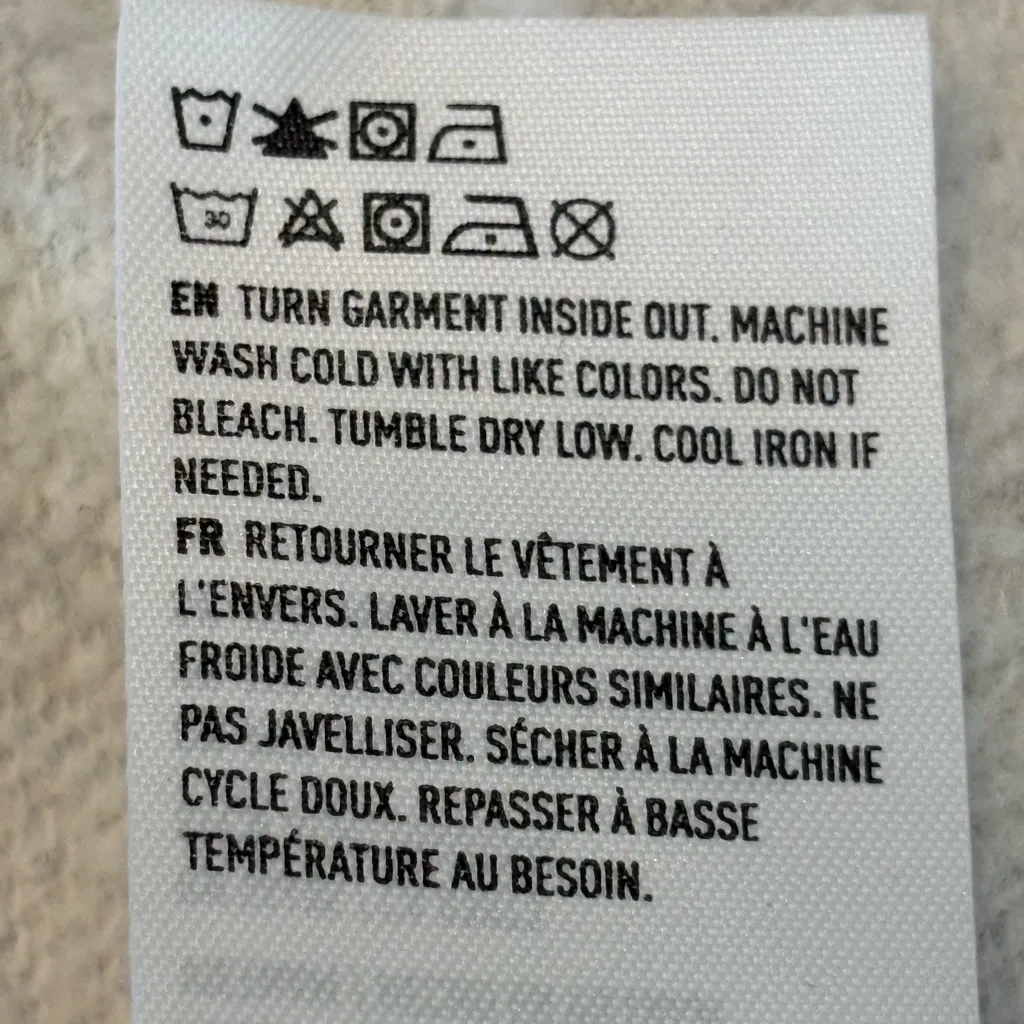 30
EN TURN GARMENT INSIDE OUT. MACHINE
WASH COLD WITH LIKE COLORS. DO NOT
BLEACH. TUMBLE DRY LOW. COOL IRON IF
NEEDED.
FR RETOURNER LE VÊTEMENT À
L'ENVERS. LAVER À LA MACHINE À L'EAU
FROIDE AVEC COULEURS SIMILAIRES. NE
PAS JAVELLISER. SÉCHER À LA MACHINE
CYCLE DOUX. REPASSER À BASSE
TEMPÉRATURE AU BESOIN.